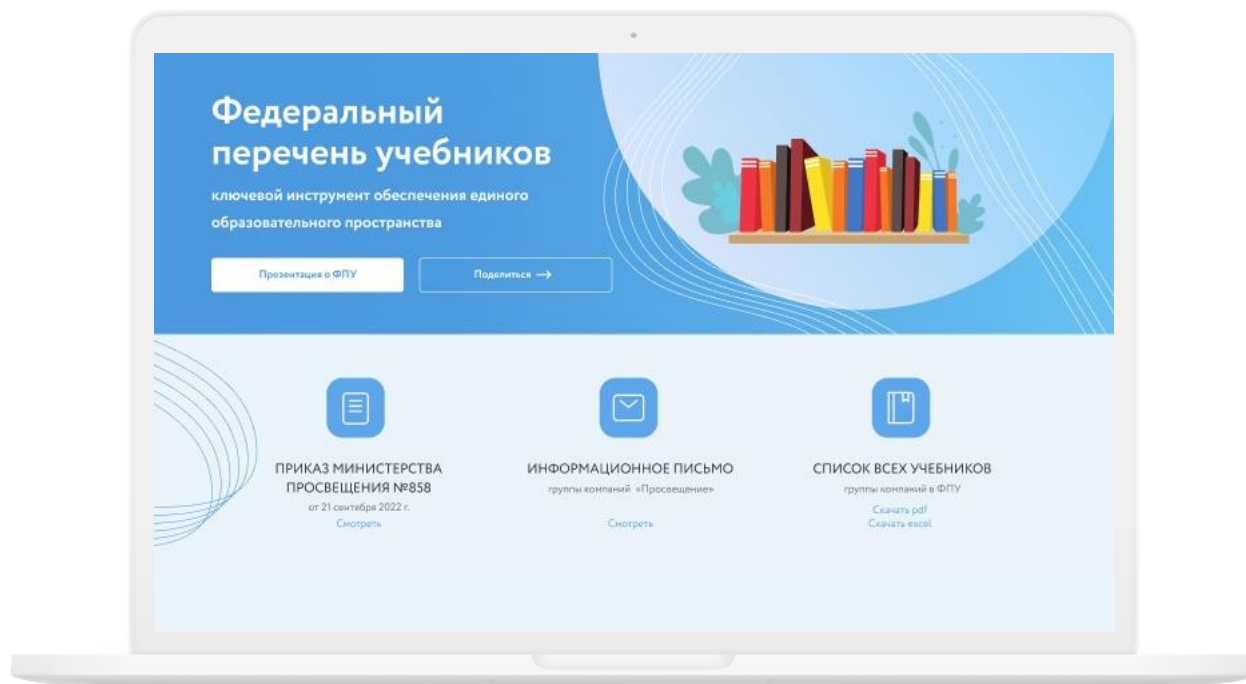 Федеральный
перечень учебников
ключевой инструмент обеспечения единого
образовательного пространства
Презентация о ФПУ
Поделиться →
ПРИКАЗ МИНИСТЕРСТВА
ПРОСВЕЩЕНИЯ №858
от 21 сентября 2022 г.
Смотреть
ИНФОРМАЦИОННОЕ ПИСЬМО
группы компаний «Просвещение»
Смотреть
СПИСОК ВСЕХ УЧЕБНИКОВ
группы компаний в ФПУ
Скачать pdf
Скачать excel